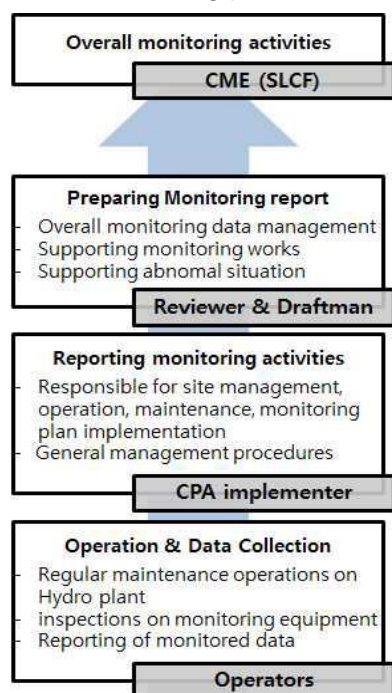 Overall monitoring activities
CME (SLCF)
Preparing Monitoring report
- Overall monitoring data management
- Supporting monitoring works
- Supporting abnomal situation
Reviewer & Draftman
Reporting monitoring activities
- Responsible for site management,
operation, maintenance, monitoring
plan implementation
- General management procedures
CPA implementer
Operation & Data Collection
- Regular maintenance operations on
Hydro plant
- inspections on monitoring equipment
- Reporting of monitored data
Operators